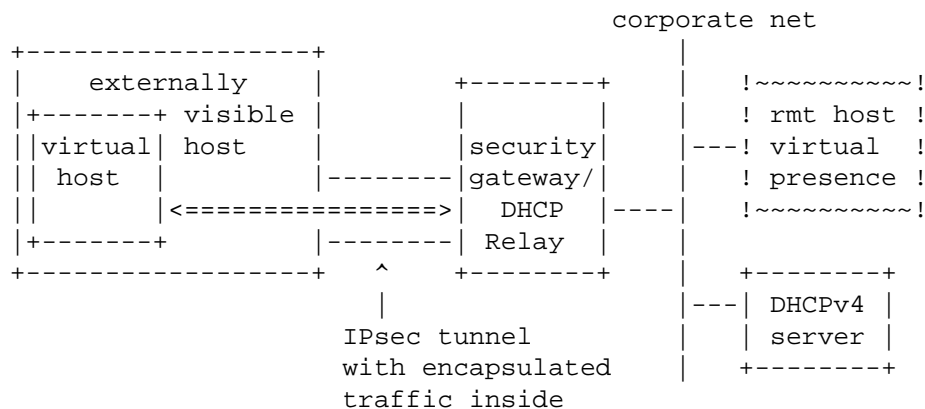 corporate net
externally
visible
rmt host
virtual host security virtual
host gateway/ presence
DHCP
Relay
DHCPv4
IPsec tunnel server
with encapsulated
traffic inside